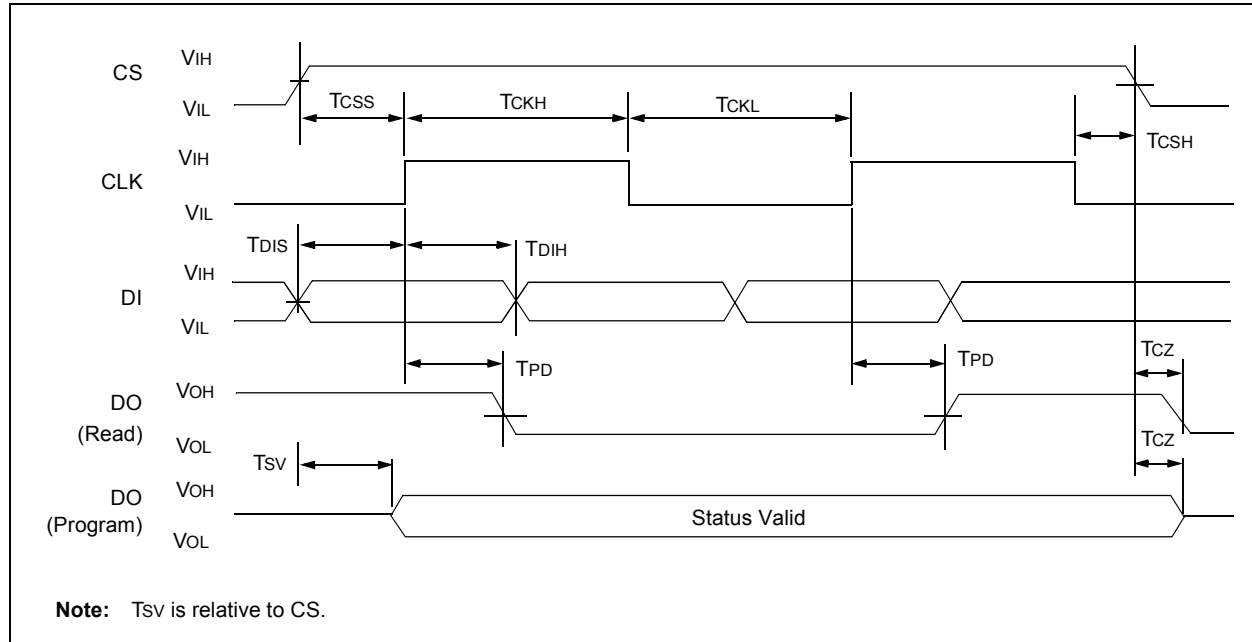 CS
VIH
VIL
TCSS
TCKH
TCKL
TCSH
CLK
VIH
VIL
TDIS
TDIH
DI
VIH
VIL
TPD
TPD
TCZ
DO
(Read)
VOH
VOL
TCZ
TSV
DO
(Program)
VOH
VOL
Status Valid
Note: TSV is relative to CS.